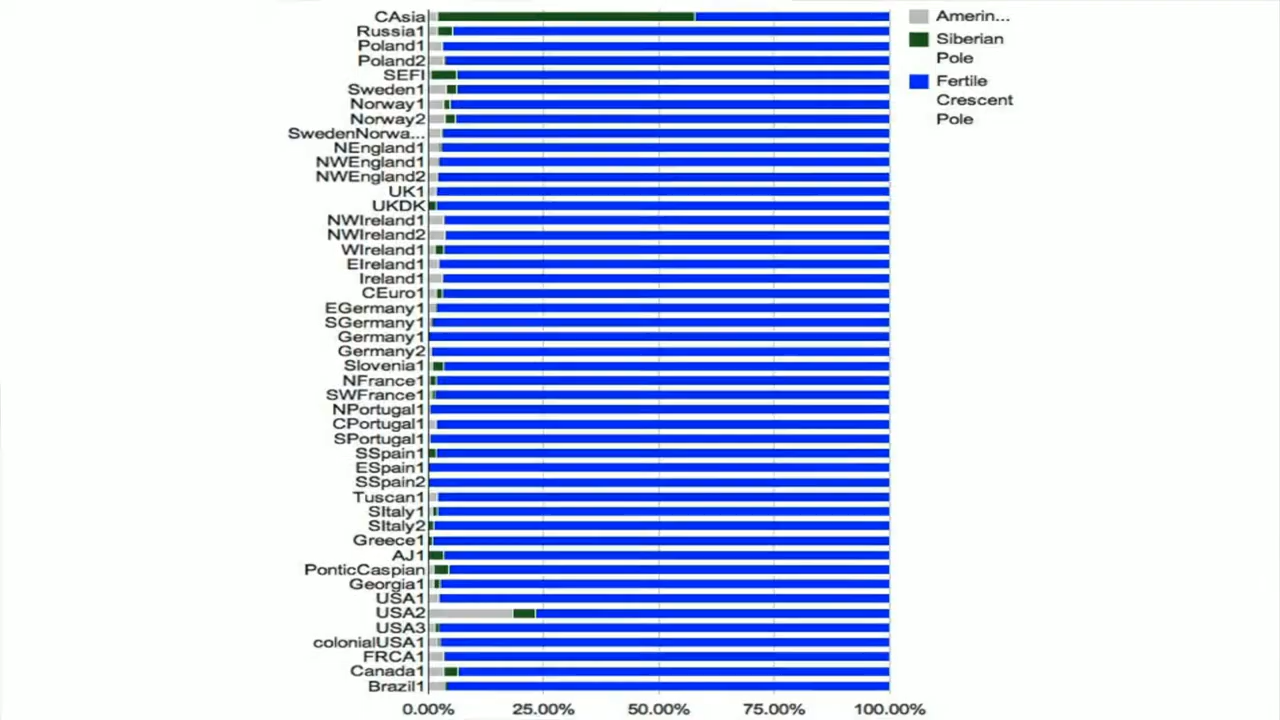 CAsia
Russia1
Poland1
Poland2
SEFI
Sweden1
Norway1
Norway2
SwedenNorwa...
NEngland1
NWEngland1
NWEngland2
UK1
UKDK
NWIreland1
NWIreland2
WIreland1
EIreland1
Ireland1
CEuro1
EGermany1
SGermany1
Germany1
Germany2
Slovenia1
NFrance1
SWFrance1
NPortugal1
CPortugal1
SPortugal1
SSpain1
ESpain1
SSpain2
Tuscan1
SItaly1
SItaly2
Greece1
AJ1
PonticCaspian
Georgia1
USA1
USA2
USA3
colonialUSA1
FRCA1
Canada1
Brazil1
0.00% 25.00% 50.00% 75.00% 100.00%
Amerin...
Siberian
Pole
Fertile
Crescent
Pole